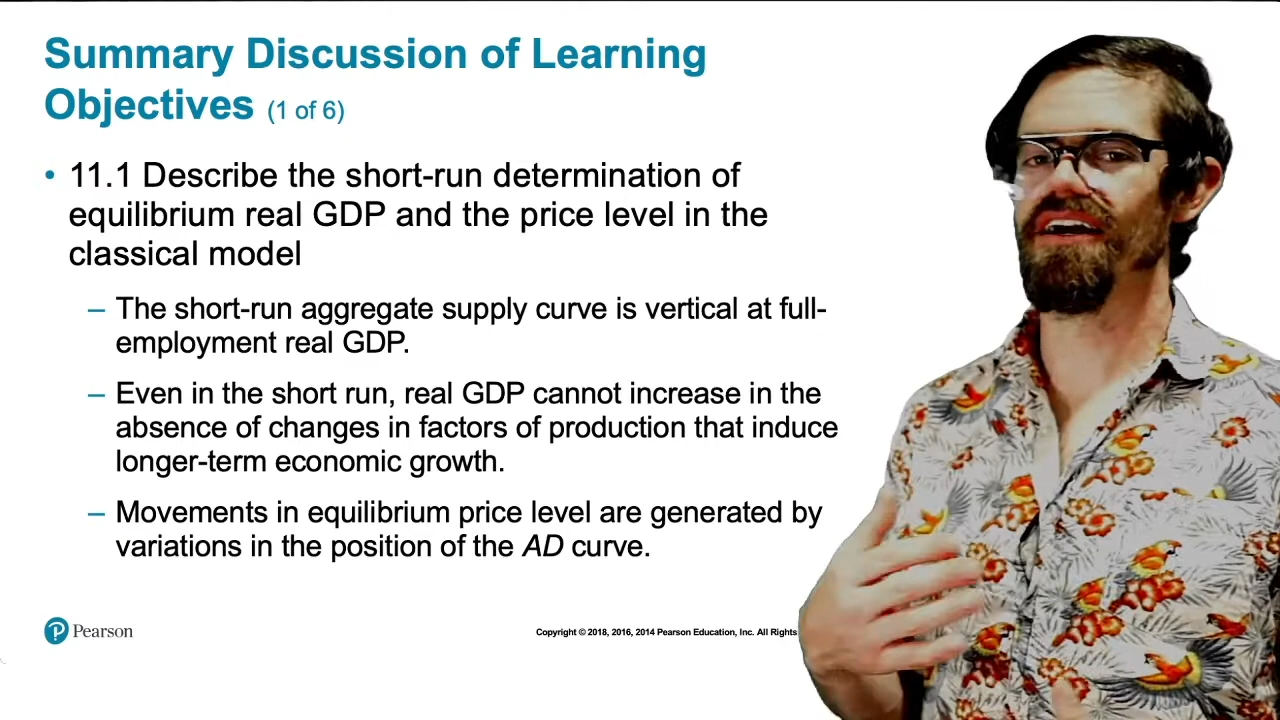 Summary Discussion of Learning
Objectives (1 of 6)
• 11.1 Describe the short-run determination of
equilibrium real GDP and the price level in the
classical model
– The short-run aggregate supply curve is vertical at full-
employment real GDP.
– Even in the short run, real GDP cannot increase in the
absence of changes in factors of production that induce
longer-term economic growth.
– Movements in equilibrium price level are generated by
variations in the position of the AD curve.
P Pearson
Copyright © 2018, 2016, 2014 Pearson Education, Inc. All Rights